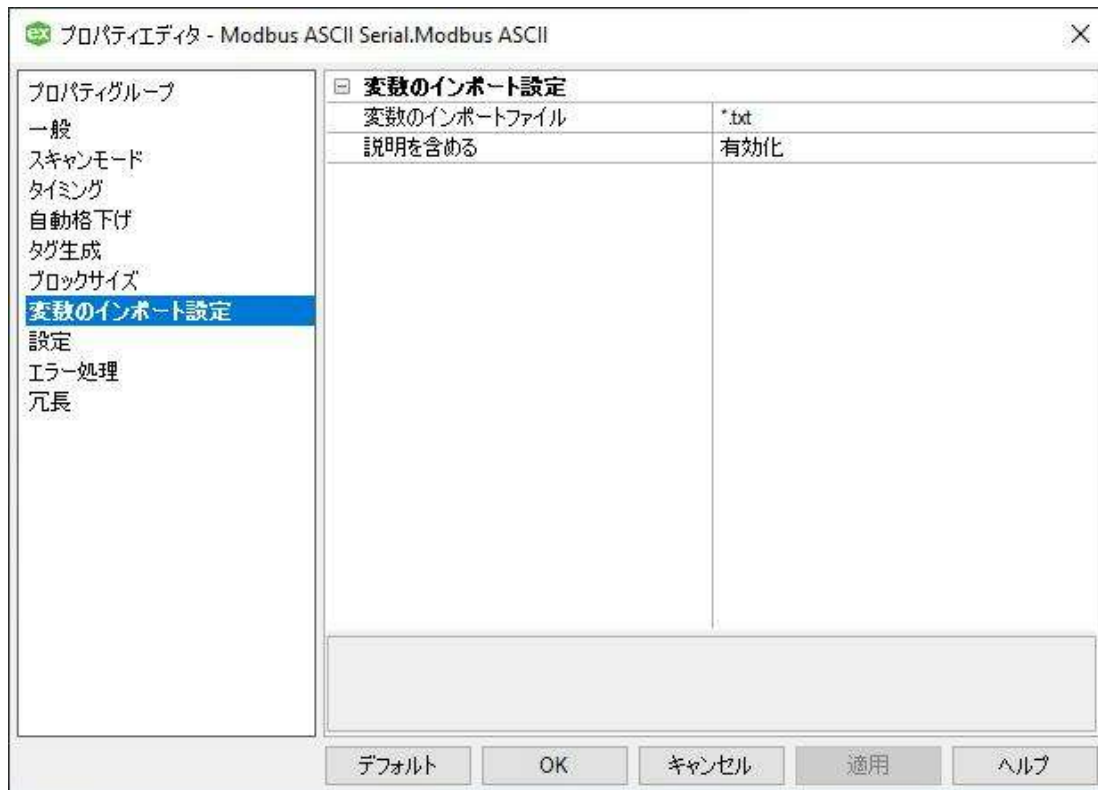 ex プロパティエディタ - Modbus ASCII Serial.Modbus ASCII
プロパティグループ
一般
スキャンモード
タイミング
自動格下げ
タグ生成
ブロックサイズ
変数のインポート設定
設定
エラー処理
冗長
変数のインポート設定
変数のインポートファイル *.txt
説明を含める 有効化
デフォルト OK キャンセル 適用 ヘルプ